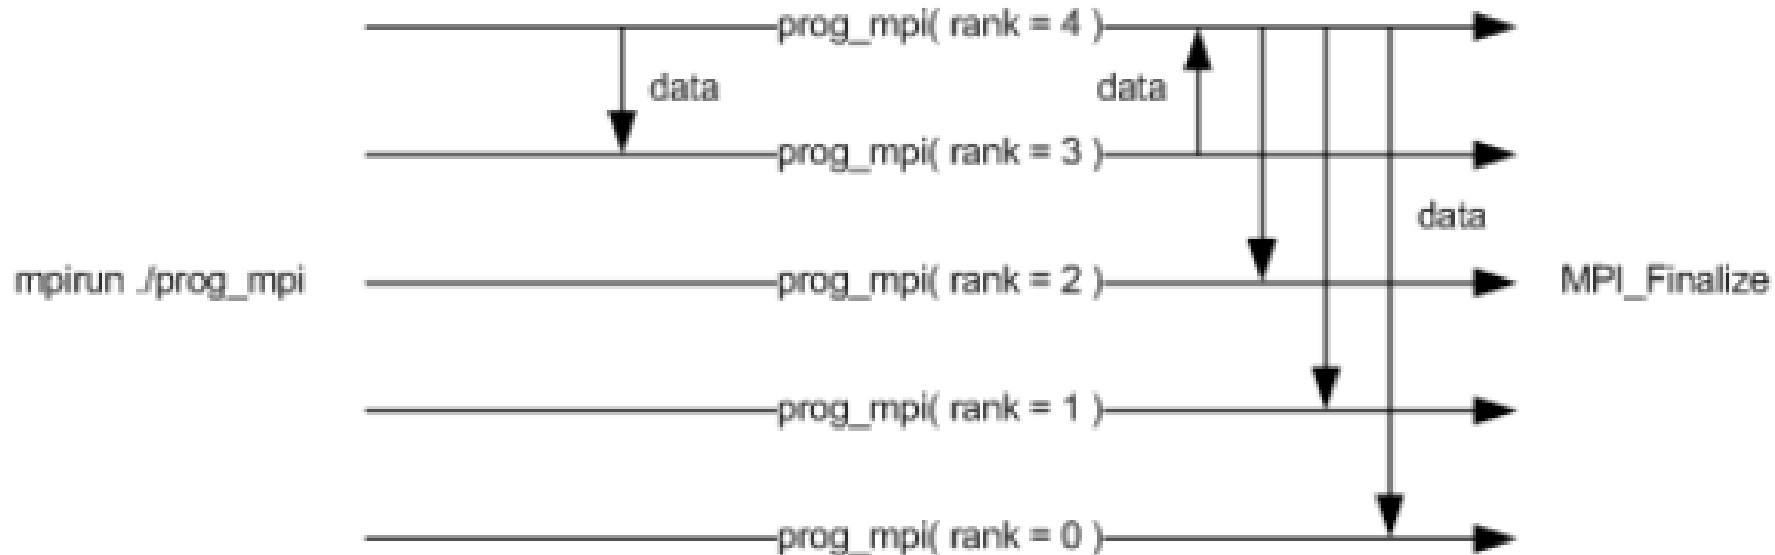 prog_mpi( rank = 4 )
data
data
prog_mpi( rank = 3 )
data
mpirun ./prog_mpi
prog_mpi( rank = 2 )
MPI_Finalize
prog_mpi( rank = 1 )
prog_mpi( rank = 0 )